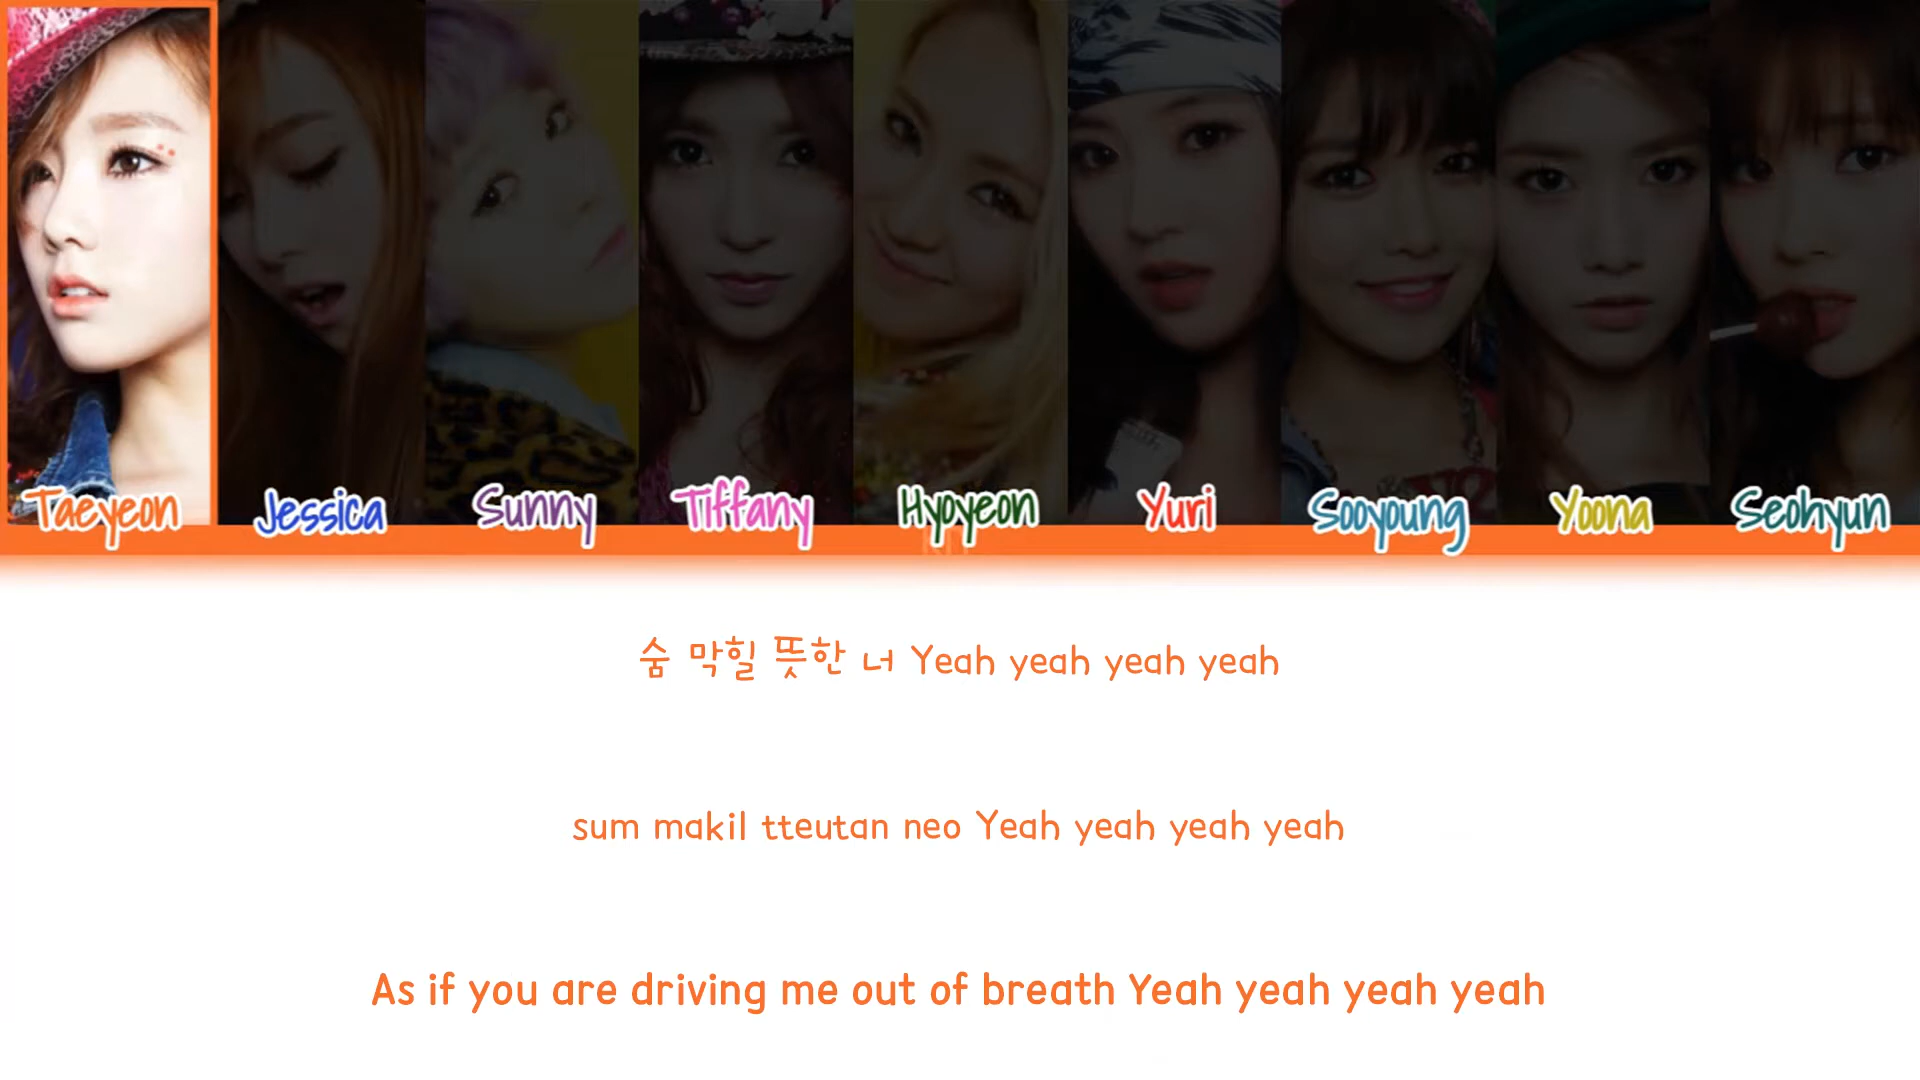 Taeyeon Jessica Sunny Tiffany Hyoyeon Yuri Sooyoung Yoona Seohyun
숨 막힐 뜻한 너 Yeah yeah yeah yeah
sum makil tteutan neo Yeah yeah yeah yeah
As if you are driving me out of breath Yeah yeah yeah yeah